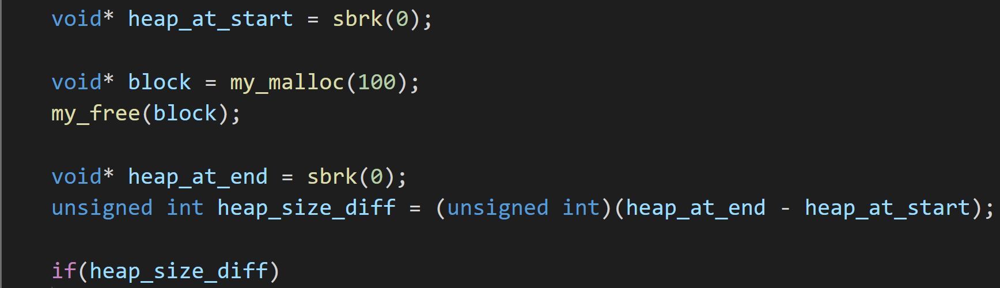 void* heap_at_start = sbrk(0);
void* block = my_malloc(100);
my_free(block);
void* heap_at_end = sbrk(0);
unsigned int heap_size_diff = (unsigned int)(heap_at_end - heap_at_start);
if(heap_size_diff)